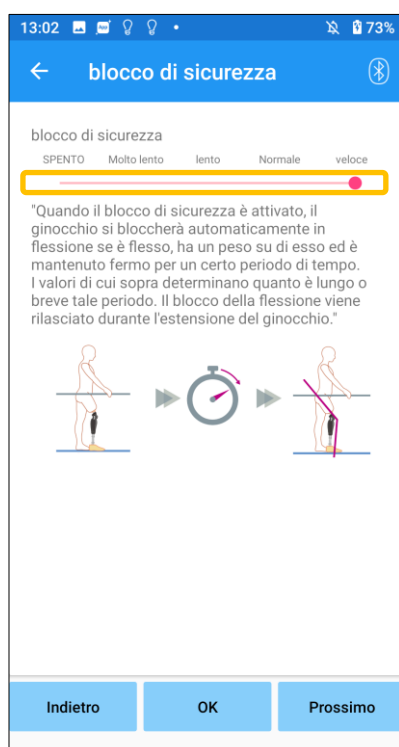 13:02 73%
blocco di sicurezza
blocco di sicurezza
SPENTO Molto lento lento Normale veloce
"Quando il blocco di sicurezza è attivato, il
ginocchio si bloccherà automaticamente in
flessione se è flesso, ha un peso su di esso ed è
mantenuto fermo per un certo periodo di tempo.
I valori di cui sopra determinano quanto è lungo o
breve tale periodo. Il blocco della flessione viene
rilasciato durante l'estensione del ginocchio."
Indietro OK Prossimo